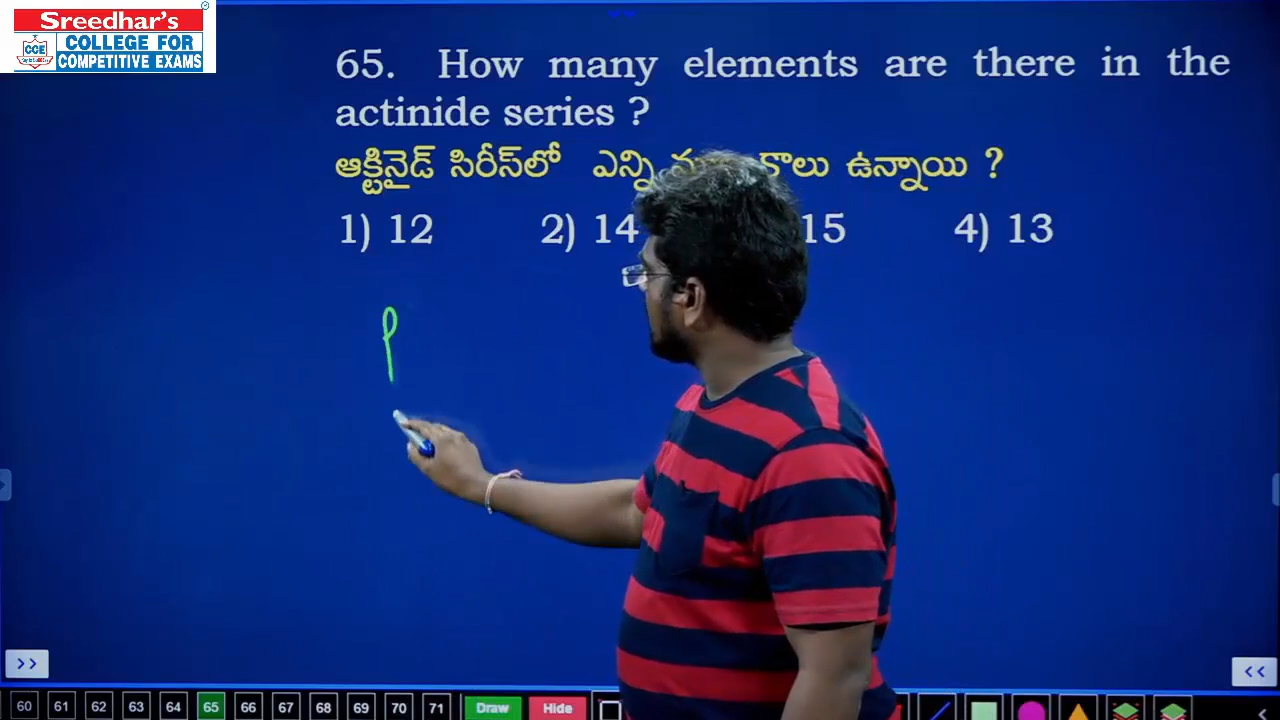 Sreedhar's
CCE
COLLEGE FOR
COMPETITIVE EXAMS
65. How many elements are there in the
actinide series ?
ఆక్టినైడ్ సిరీస్‌లో ఎన్ని ఉన్నాయి ?
1) 12 2) 14 15 4) 13
>> <<
60 61 62 63 64 65 66 67 68 69 70 71 Draw Hide